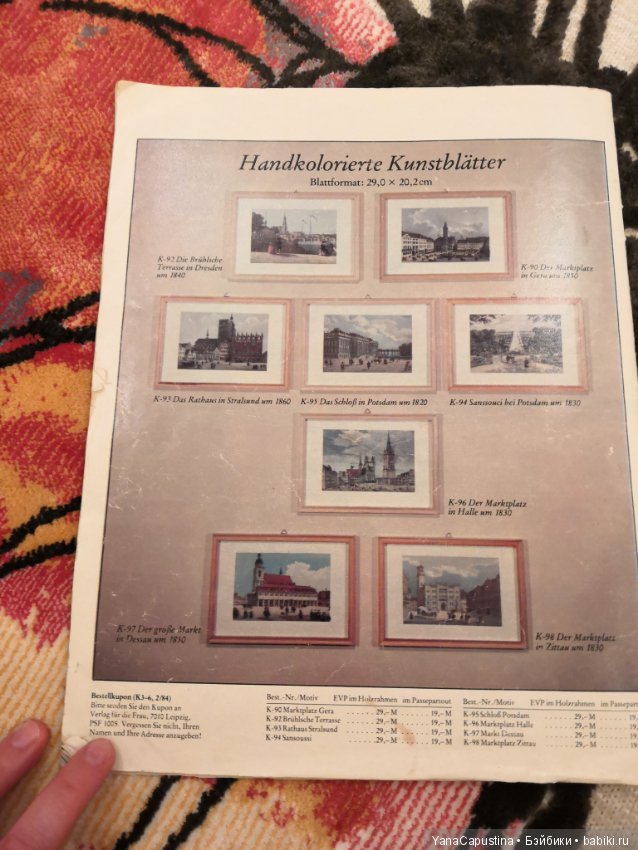 Handkolorierte Kunstblätter
Blattformat: 29,0 × 20,2 cm
K-92 Die Brühlsche
Terrasse in Dresden
um 1840
K-90 Der Marktplatz
in Gera um 1850
K-93 Das Rathaus in Stralsund um 1860
K-95 Das Schloß in Potsdam um 1820
K-94 Sanssouci bei Potsdam um 1830
K-96 Der Marktplatz
in Halle um 1830
K-97 Der große Markt
in Dessau um 1850
K-98 Der Marktplatz
in Zittau um 1830
Bestellkupon (K3-6, 2/84)
Bitte senden Sie den Kupon an
Verlag für die Frau, 7010 Leipzig,
PSF 1005. Vergessen Sie nicht, Ihren
Namen und Ihre Adresse anzugeben!
Best.-Nr./Motiv EVP im Holzrahmen im Passepartout
K-90 Marktplatz Gera . . . . . 29,–M . . . . . 19,–M
K-92 Brühlsche Terrasse . . . . . 29,–M . . . . . 19,–M
K-93 Rathaus Stralsund . . . . . 29,–M . . . . . 19,–M
K-94 Sanssoussi . . . . . 29,–M . . . . . 19,–M
Best.-Nr./Motiv EVP im Holzrahmen im Passepart
K-95 Schloß Potsdam . . . . . 29,–M . . . . . 19,
K-96 Marktplatz Halle . . . . . 29,–M . . . . . 19,
K-97 Markt Dessau . . . . . 29,–M . . . . . 19,
K-98 Marktplatz Zittau . . . . . 29,–M . . . . . 19
YanaCapustina • Бэйбики • babiki.ru